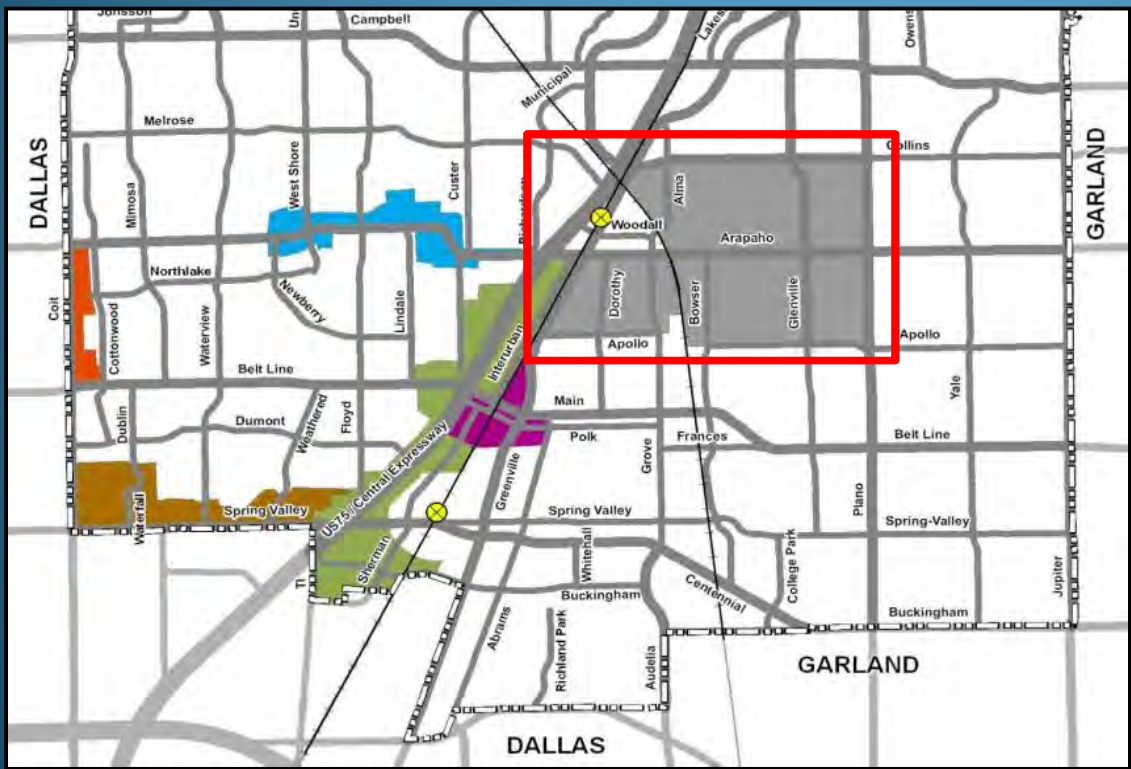 Campbell
Lakes
Owens
Municipal
Melrose
Collins
DALLAS
GARLAND
Mimosa
West Shore
Custer
Alma
Woodall
Arapaho
Northlake
Newberry
Lindale
Dorothy
Bowser
Glenville
Coit
Cottonwood
Waterview
Interurban
Apollo
Apollo
Belt Line
Yale
Dublin
Dumont
Weathered
Floyd
Main
Polk
Grove
Frances
Belt Line
US75 / Central Expressway
Greenville
Plano
Waterfall
Spring Valley
Spring Valley
Spring-Valley
TI
Sherman
Whitehall
Centennial
College Park
Jupiter
Buckingham
Buckingham
Abrams
Richland Park
Audelia
GARLAND
DALLAS